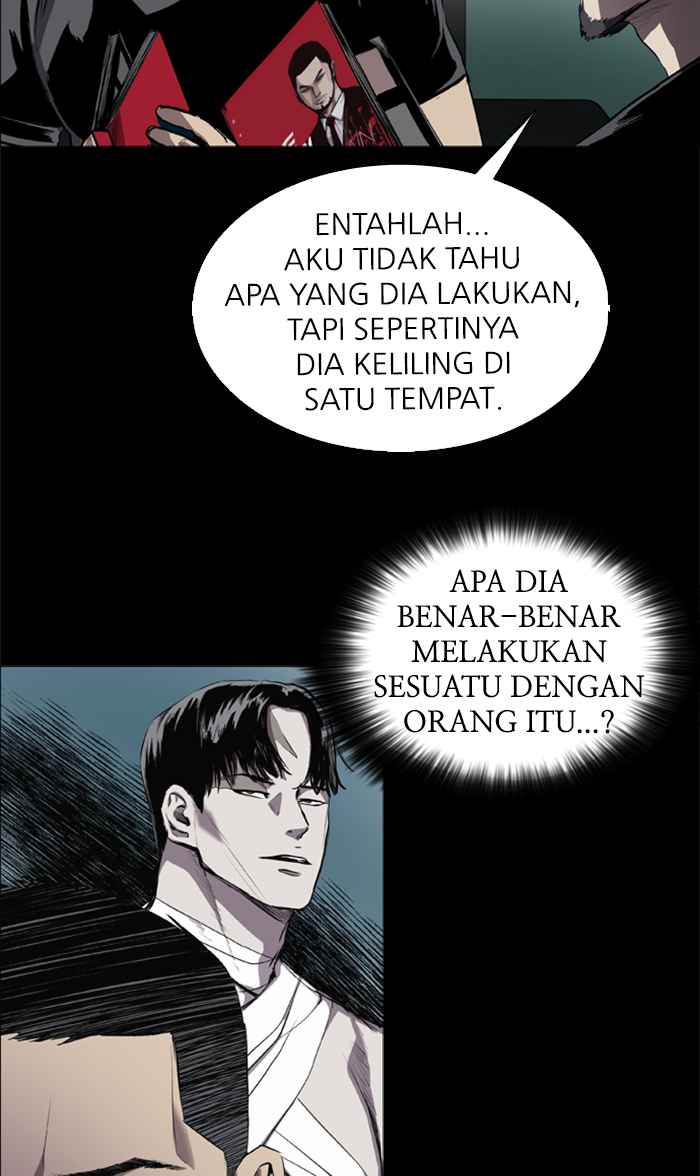 ENTAHLAH...
AKU TIDAK TAHU
APA YANG DIA LAKUKAN,
TAPI SEPERTINYA
DIA KELILING DI
SATU TEMPAT.
APA DIA
BENAR-BENAR
MELAKUKAN
SESUATU DENGAN
ORANG ITU...?